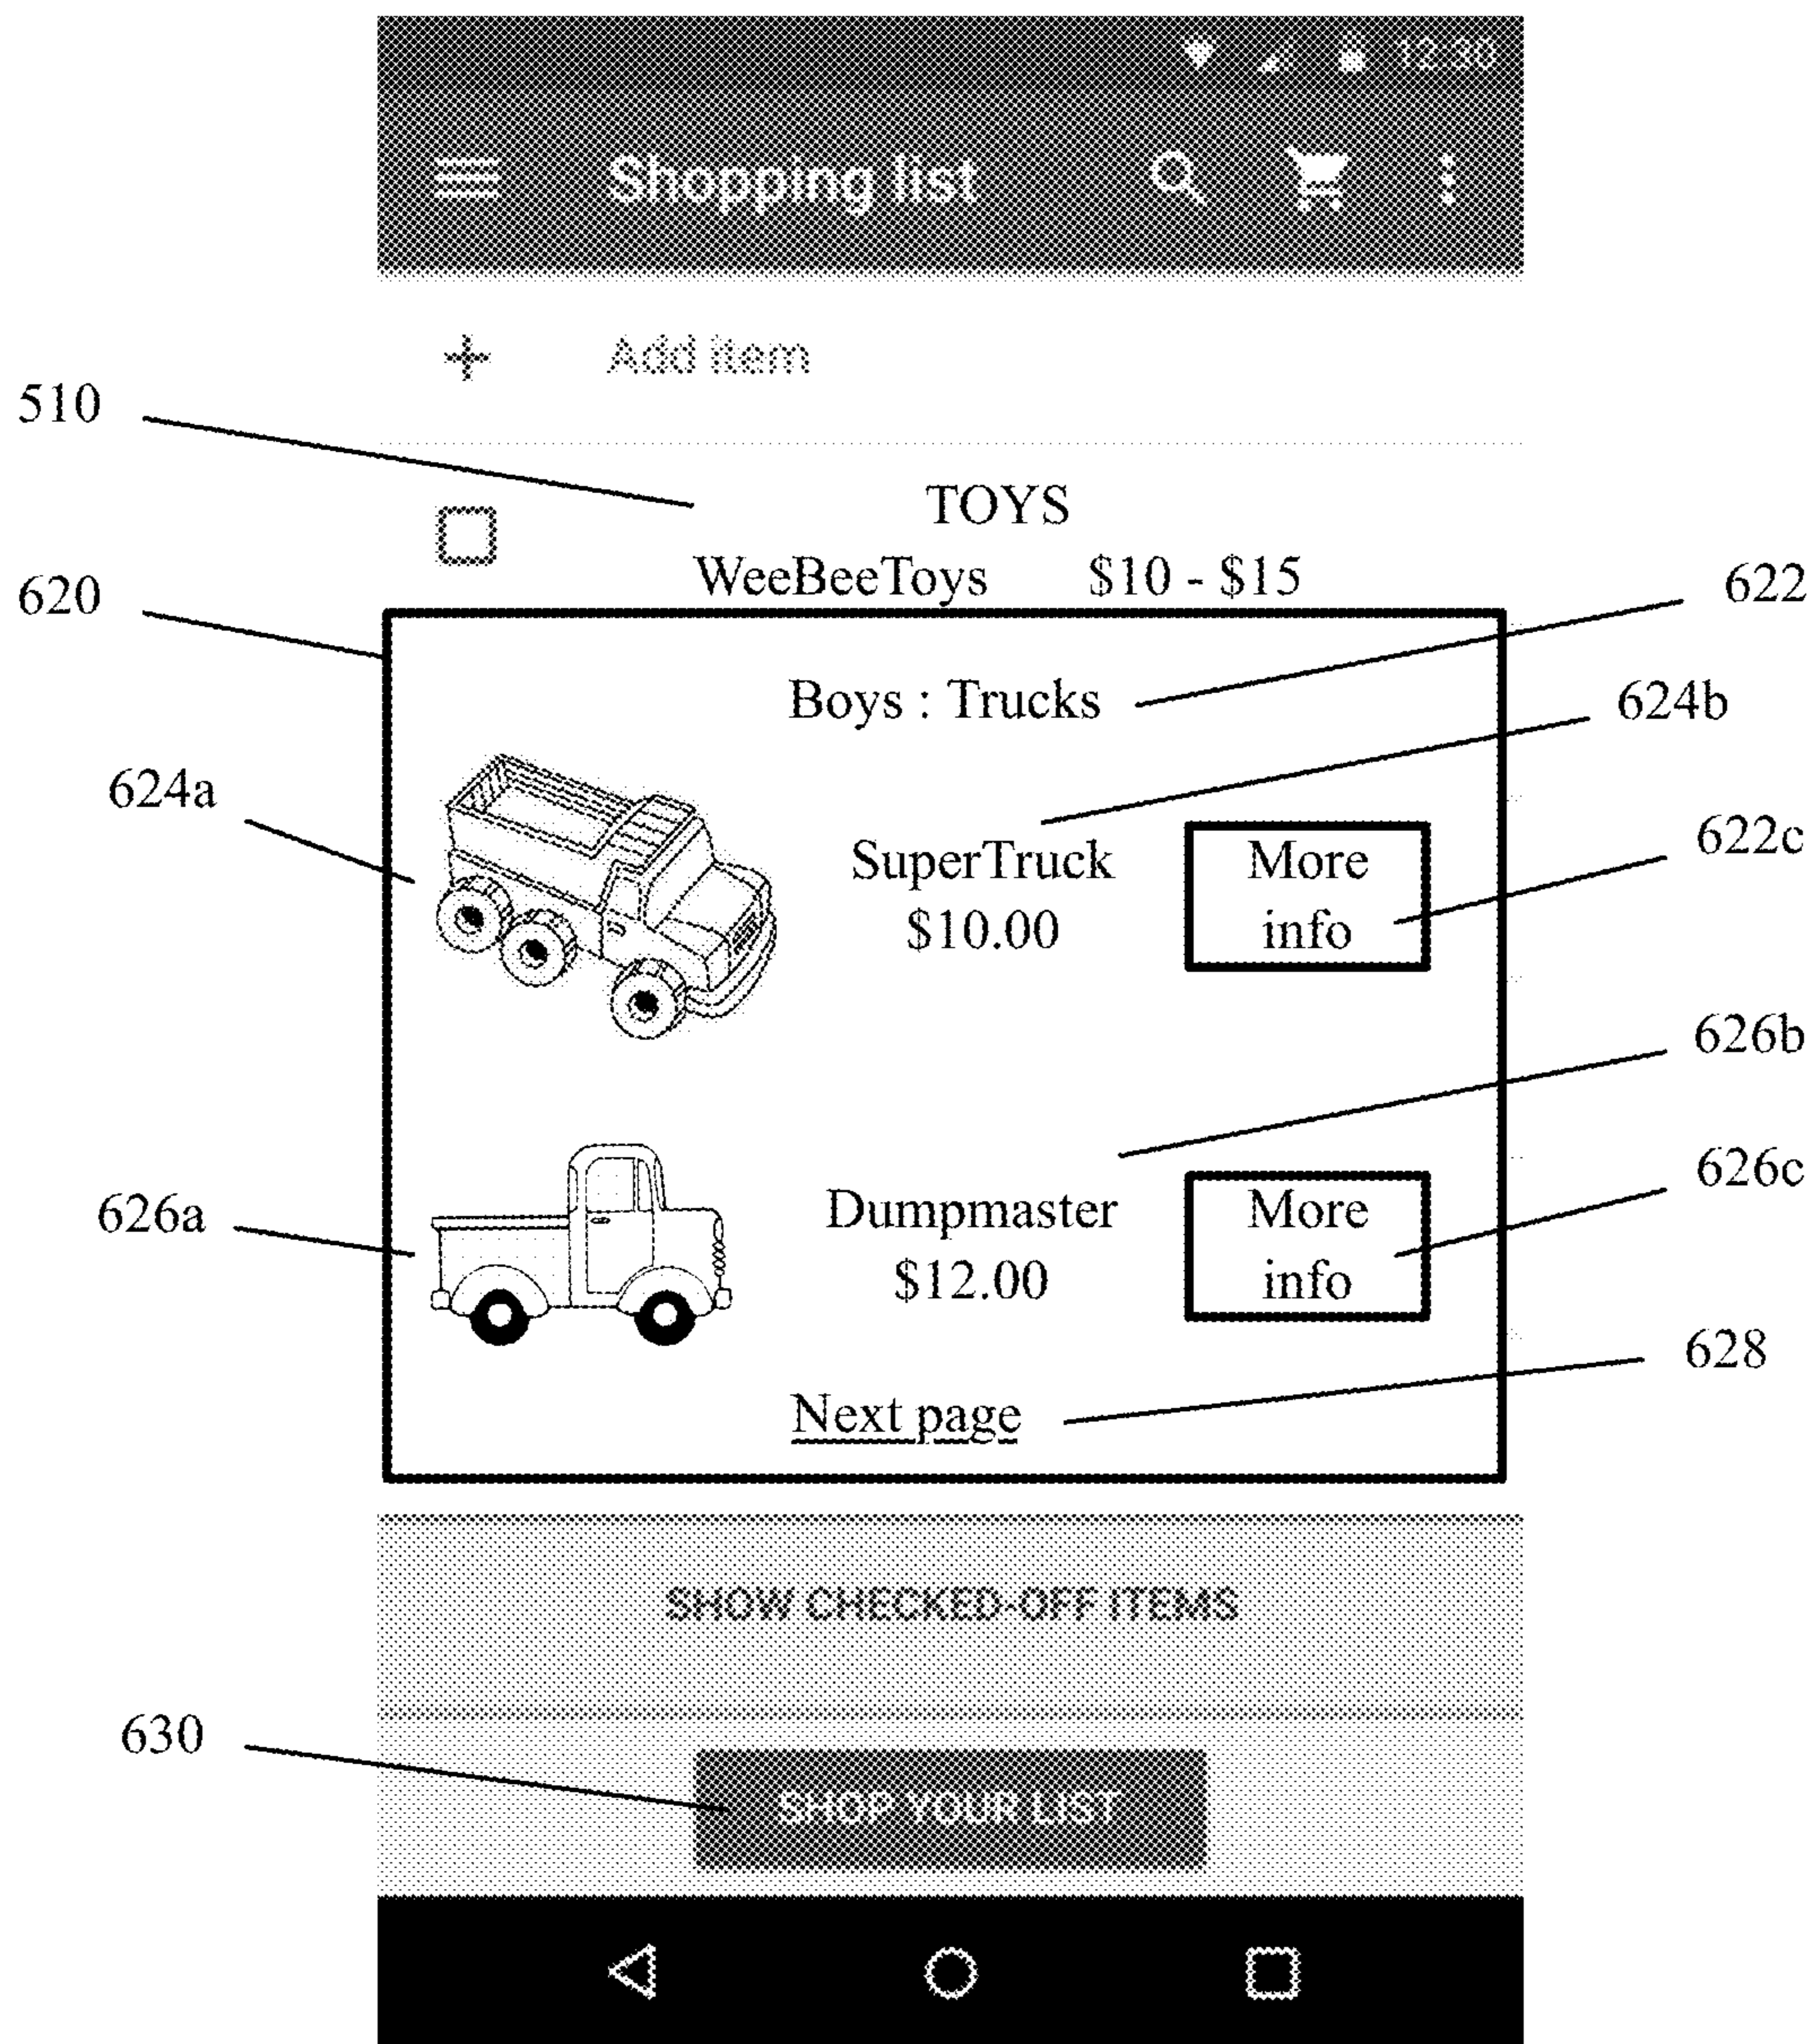 12:30
Shopping list
Add item
510
TOYS
WeeBeeToys $10 - $15
620
622
Boys : Trucks
624b
624a
SuperTruck
$10.00
More
info
622c
626b
626a
Dumpmaster
$12.00
More
info
626c
628
Next page
SHOW CHECKED-OFF ITEMS
630
SHOP YOUR LIST